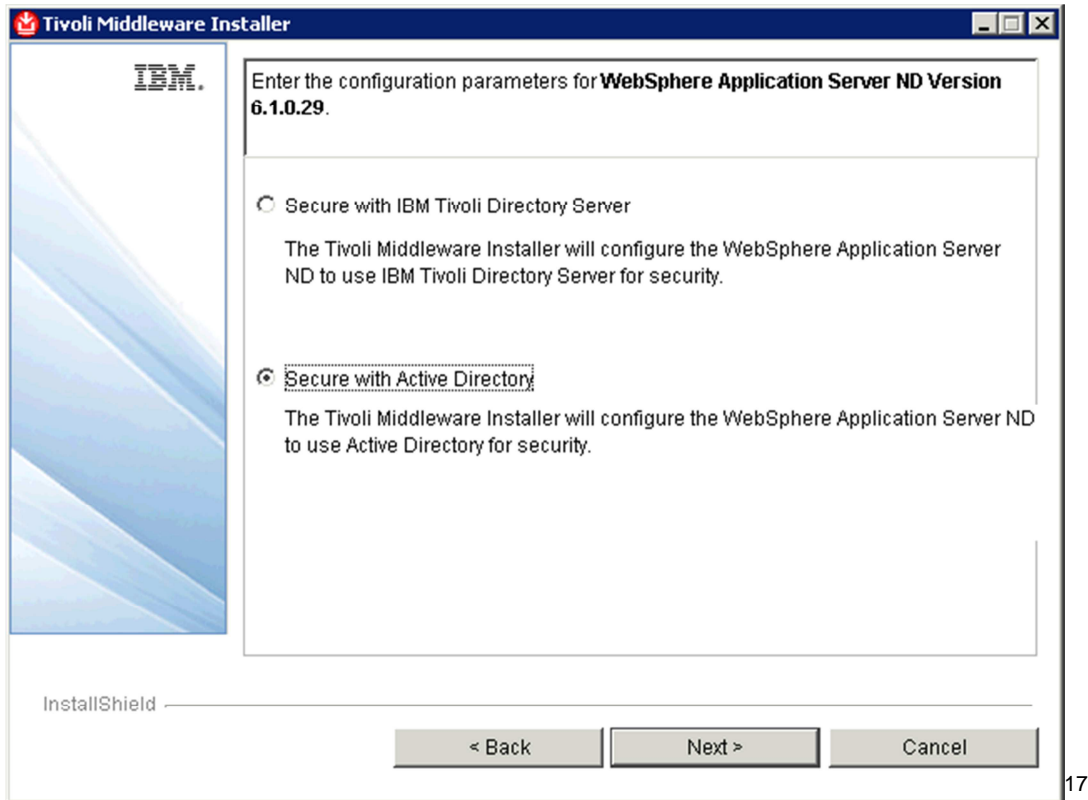 Tivoli Middleware Installer
IBM.
Enter the configuration parameters for WebSphere Application Server ND Version
6.1.0.29.
Secure with IBM Tivoli Directory Server
The Tivoli Middleware Installer will configure the WebSphere Application Server
ND to use IBM Tivoli Directory Server for security.
Secure with Active Directory
The Tivoli Middleware Installer will configure the WebSphere Application Server ND
to use Active Directory for security.
InstallShield
< Back Next > Cancel
17